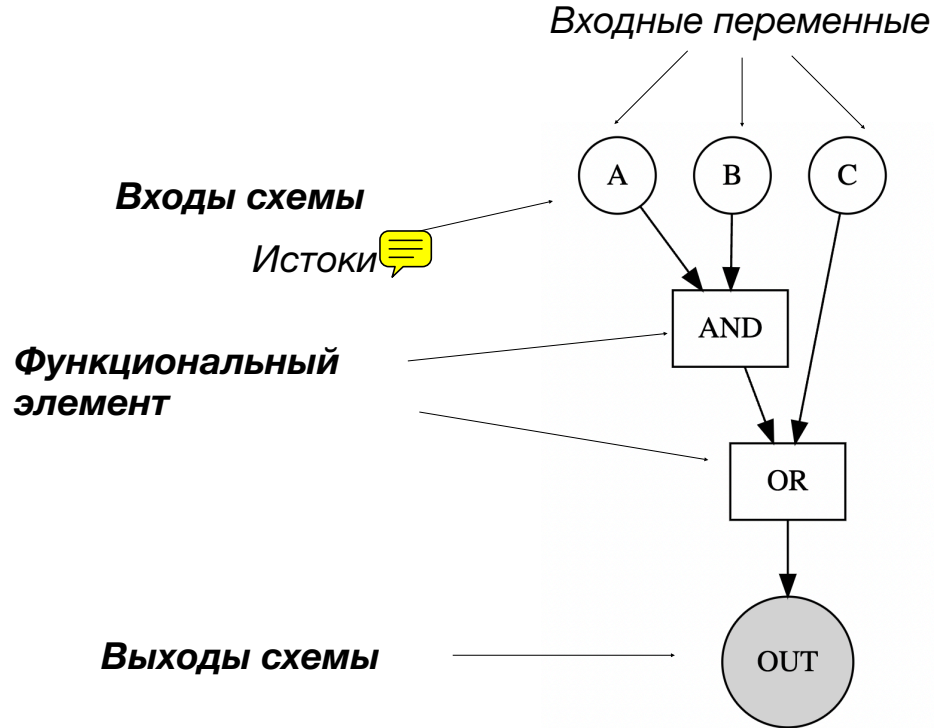 Входные переменные
A B C
Входы схемы
Истоки
AND
Функциональный
элемент
OR
Выходы схемы
OUT